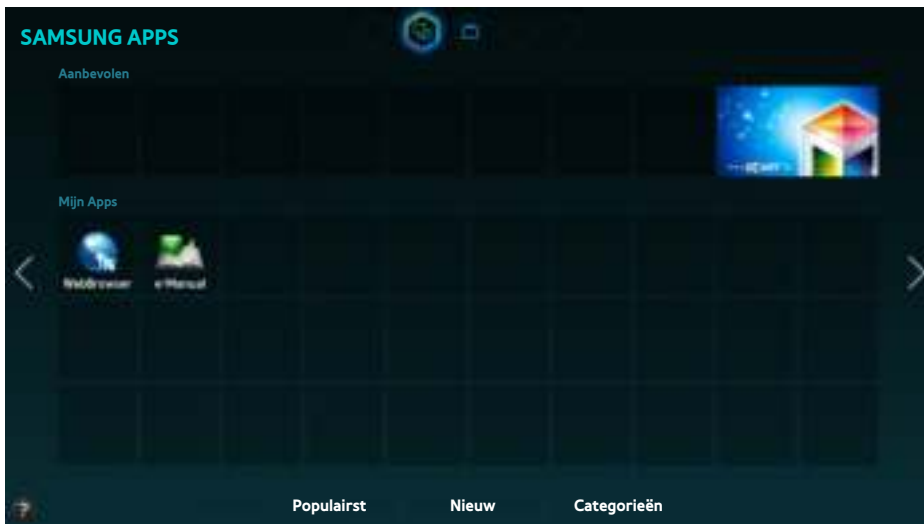 SAMSUNG APPS
Aanbevolen
Mijn Apps
WebBrowser
e-Manual
?
Populairst
Nieuw
Categorieën